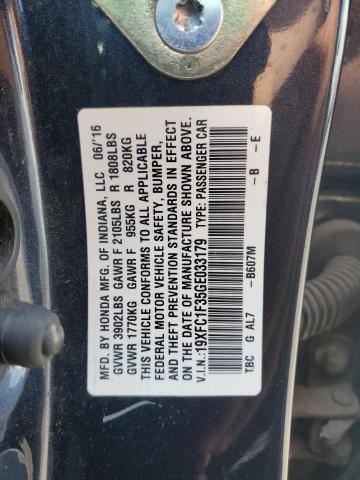 MFD. BY HONDA MFG. OF INDIANA, LLC 06/'16
GVWR 3902LBS GAWR F 2105LBS R 1808LBS
GVWR 1770KG GAWR F 955KG R 820KG
THIS VEHICLE CONFORMS TO ALL APPLICABLE
FEDERAL MOTOR VEHICLE SAFETY, BUMPER,
AND THEFT PREVENTION STANDARDS IN EFFECT
ON THE DATE OF MANUFACTURE SHOWN ABOVE.
V.I.N.:19XFC1F35GE033179 TYPE: PASSENGER CAR
TBC G AL7 – B607M – B – E